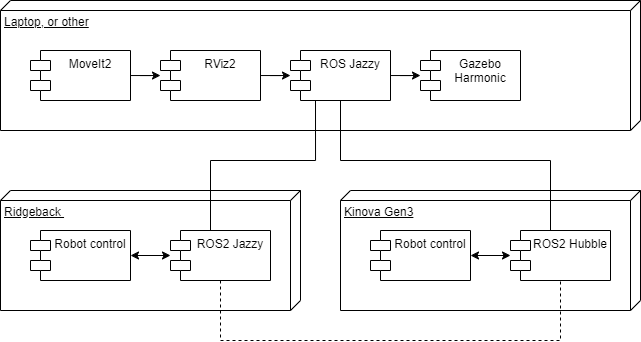 Laptop, or other
MoveIt2
RViz2
ROS Jazzy
Gazebo
Harmonic
Ridgeback
Robot control
ROS2 Jazzy
Kinova Gen3
Robot control
ROS2 Hubble